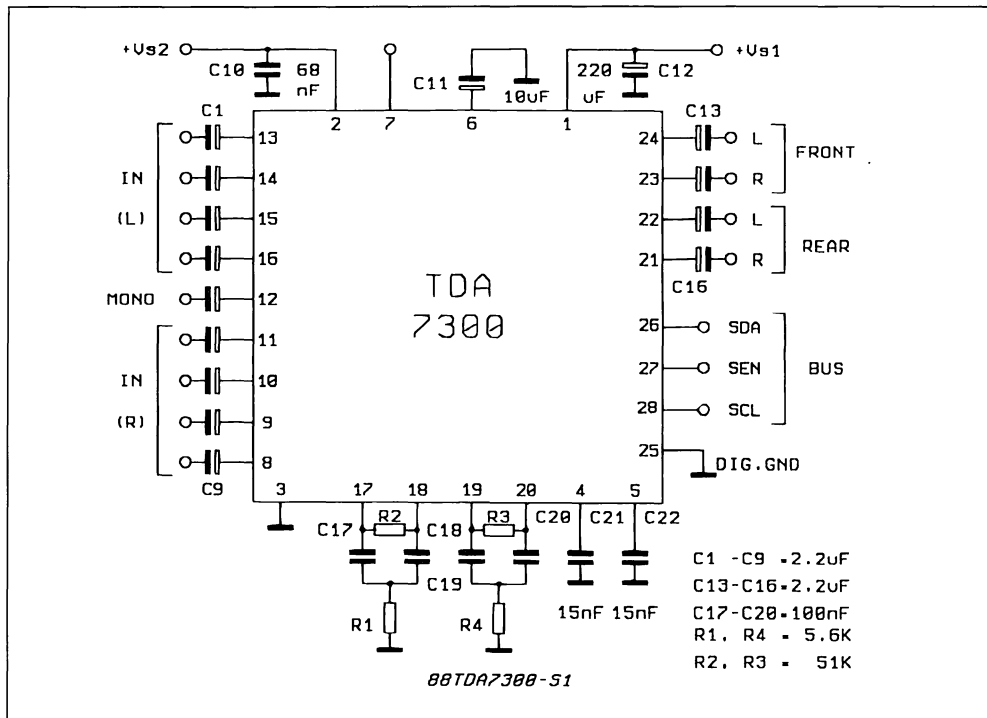 +Vs2
C10
68
nF
C11
10uF
220
uF
C12
+Vs1
2
7
6
1
C1
13
14
15
16
IN
(L)
MONO
12
11
10
9
8
IN
(R)
C9
TDA
7300
C13
24
L
23
R
FRONT
22
L
21
R
REAR
C16
26
SDA
27
SEN
28
SCL
BUS
25
DIG.GND
3
17
18
19
20
4
5
C17
R2
C18
R3
C20
C21
C22
C19
R1
R4
15nF
15nF
C1 -C9 =2.2uF
C13-C16=2.2uF
C17-C20=100nF
R1, R4 = 5.6K
R2, R3 = 51K
88TDA7300-S1